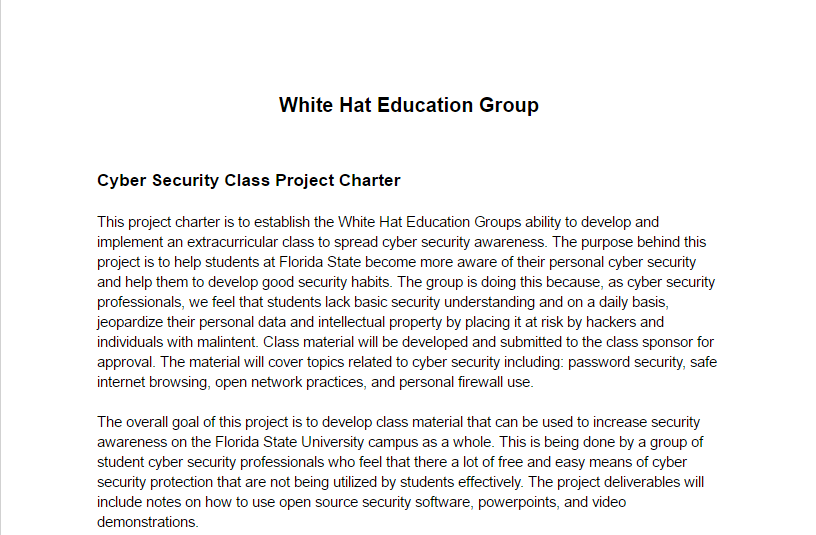 White Hat Education Group
Cyber Security Class Project Charter
This project charter is to establish the White Hat Education Groups ability to develop and
implement an extracurricular class to spread cyber security awareness. The purpose behind this
project is to help students at Florida State become more aware of their personal cyber security
and help them to develop good security habits. The group is doing this because, as cyber security
professionals, we feel that students lack basic security understanding and on a daily basis,
jeopardize their personal data and intellectual property by placing it at risk by hackers and
individuals with malintent. Class material will be developed and submitted to the class sponsor for
approval. The material will cover topics related to cyber security including: password security, safe
internet browsing, open network practices, and personal firewall use.
The overall goal of this project is to develop class material that can be used to increase security
awareness on the Florida State University campus as a whole. This is being done by a group of
student cyber security professionals who feel that there a lot of free and easy means of cyber
security protection that are not being utilized by students effectively. The project deliverables will
include notes on how to use open source security software, powerpoints, and video
demonstrations.